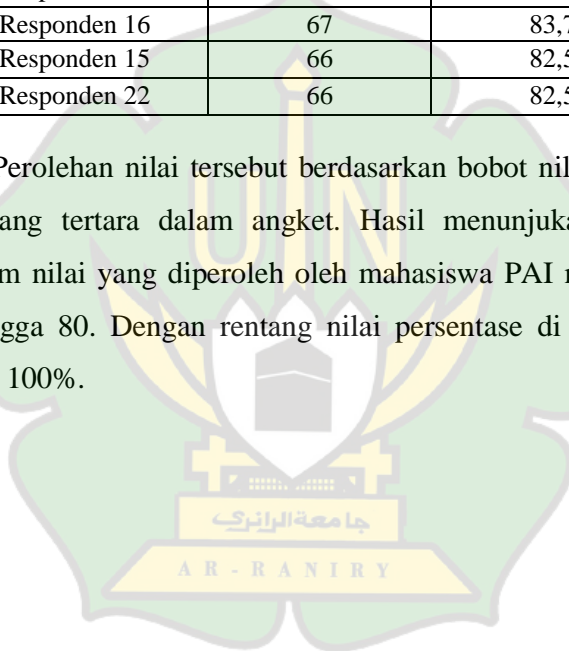 Responden 16 67 83,7
Responden 15 66 82,5
Responden 22 66 82,5
Perolehan nilai tersebut berdasarkan bobot nil
ang tertara dalam angket. Hasil menunjuka
m nilai yang diperoleh oleh mahasiswa PAI
gga 80. Dengan rentang nilai persentase di
100%.
UIN
جامعةالرانري
AR-RANIRY